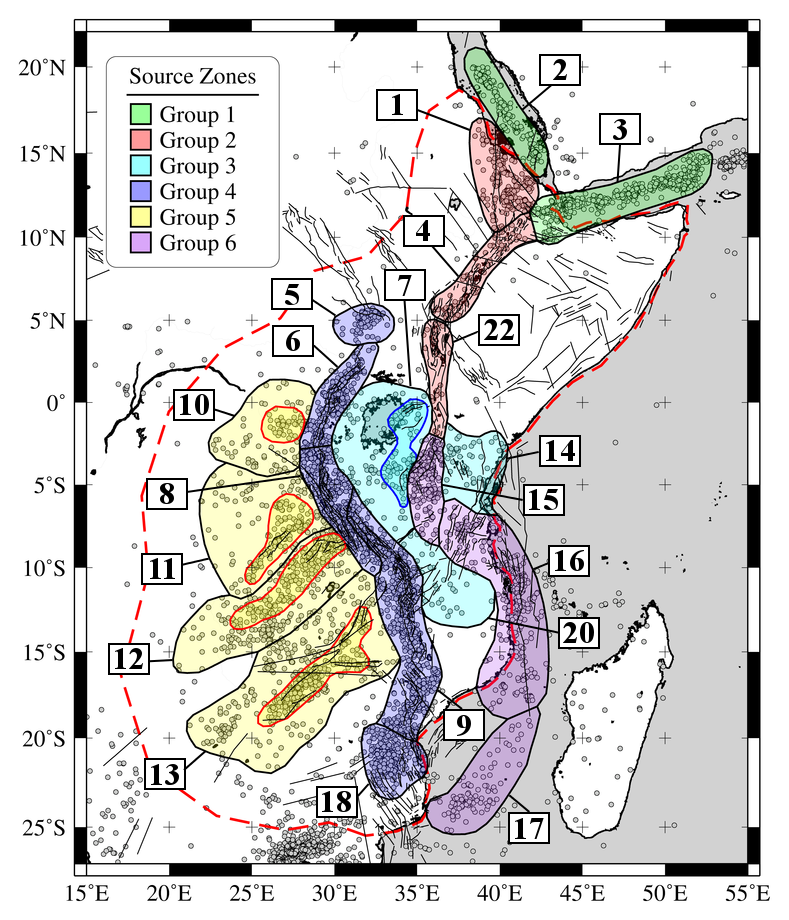 20°N
15°N
10°N
5°N
0°
5°S
10°S
15°S
20°S
25°S
Source Zones
Group 1
Group 2
Group 3
Group 4
Group 5
Group 6
1
2
3
4
5
6
7
22
10
8
14
15
11
16
12
20
9
13
18
17
15°E
20°E
25°E
30°E
35°E
40°E
45°E
50°E
55°E